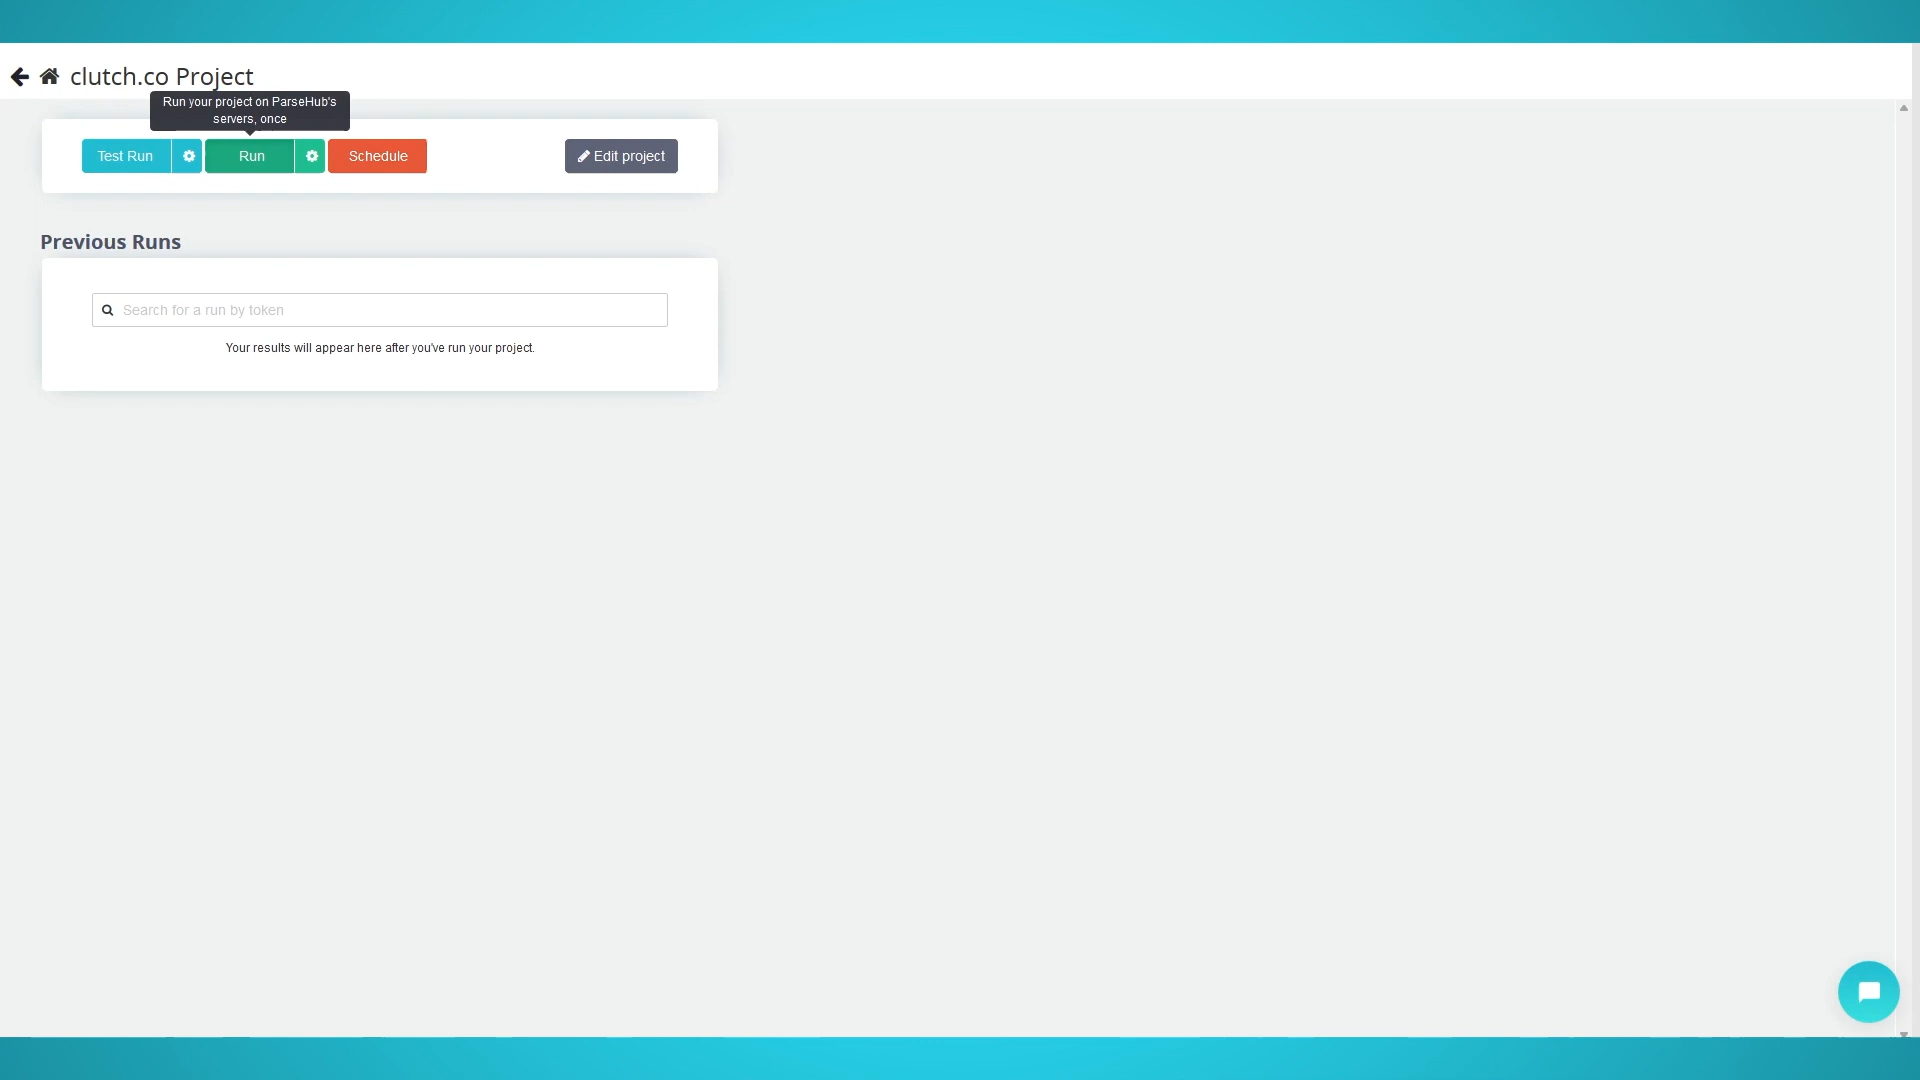 clutch.co Project
Run your project on ParseHub's
servers, once
Test Run
Run
Schedule
Edit project
Previous Runs
Search for a run by token
Your results will appear here after you've run your project.